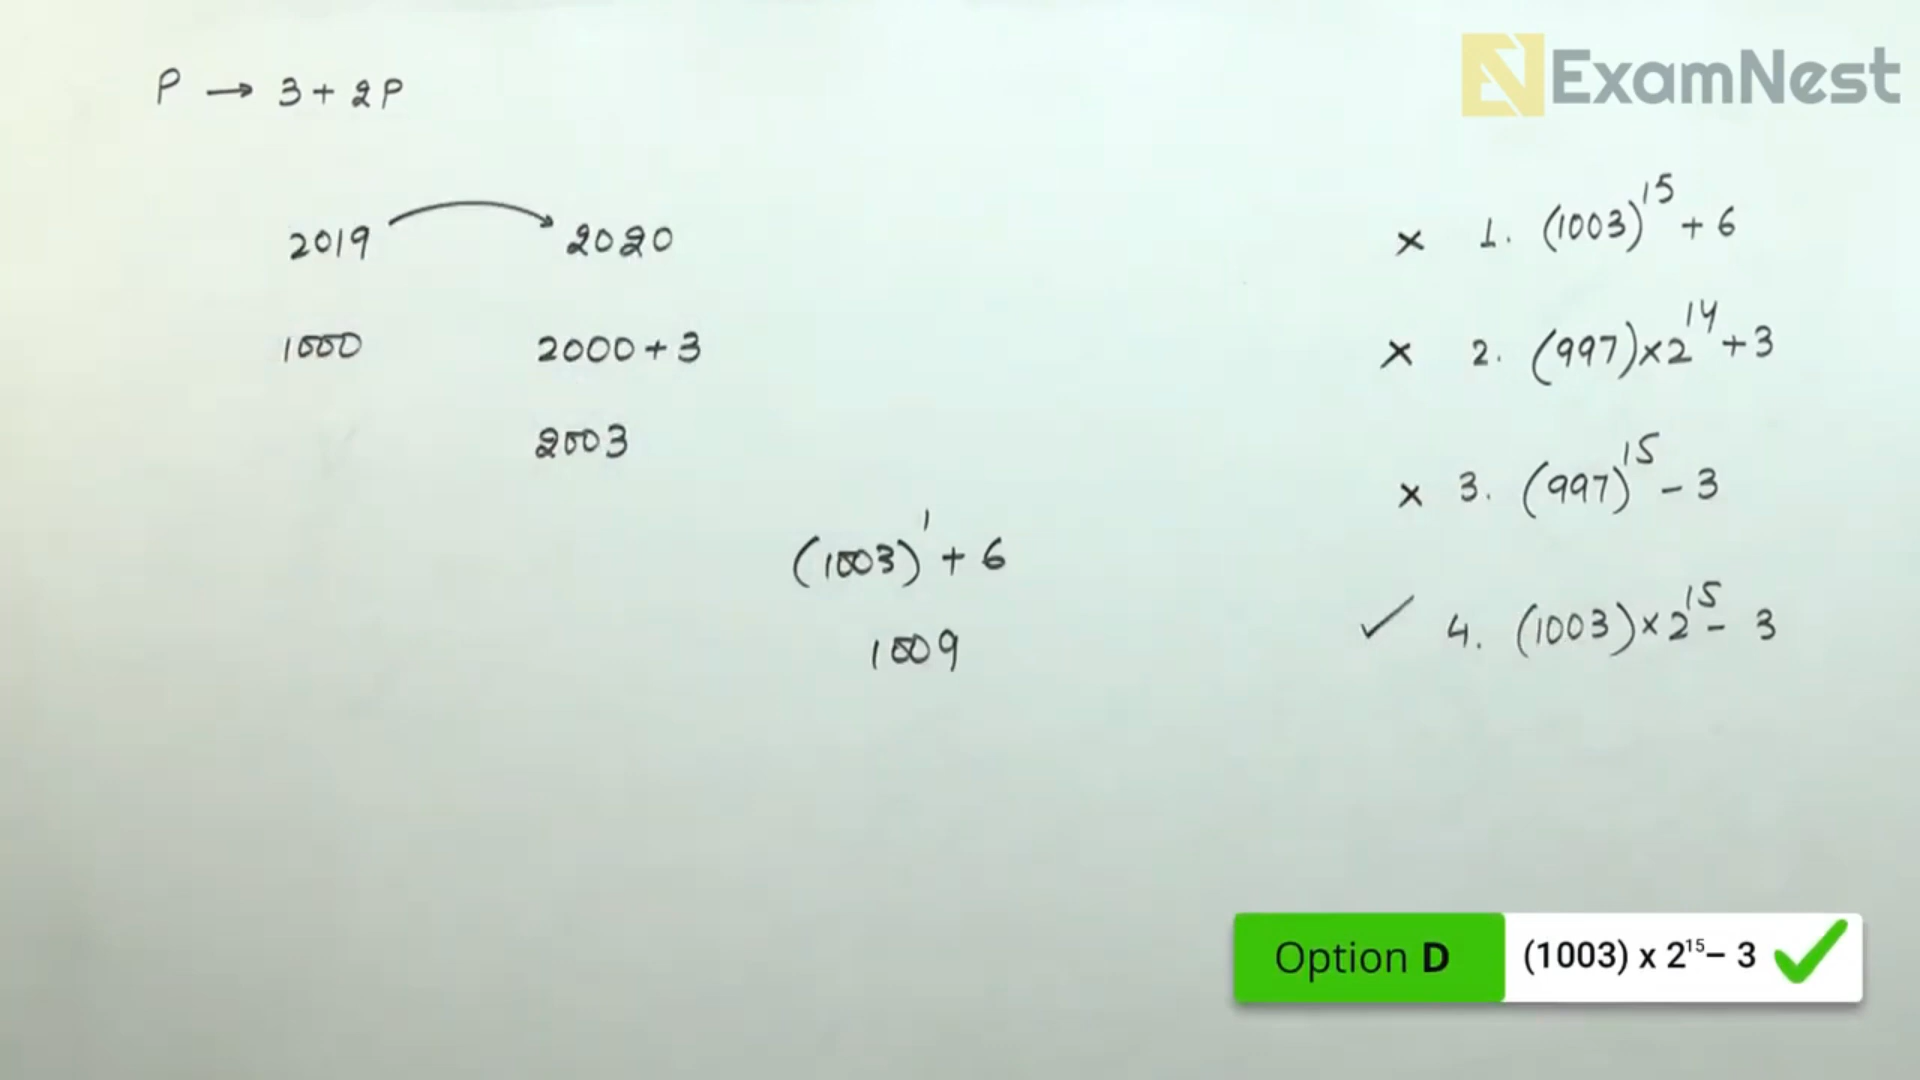 ExamNest
P → 3 + 2P
2019 2020
1000 2000 + 3
2003
(1003)¹ + 6
1009
× 1. (1003)¹⁵ + 6
× 2. (997)×2¹⁴ + 3
× 3. (997)¹⁵ – 3
✓ 4. (1003)×2¹⁵ – 3
Option D (1003) x 2¹⁵– 3